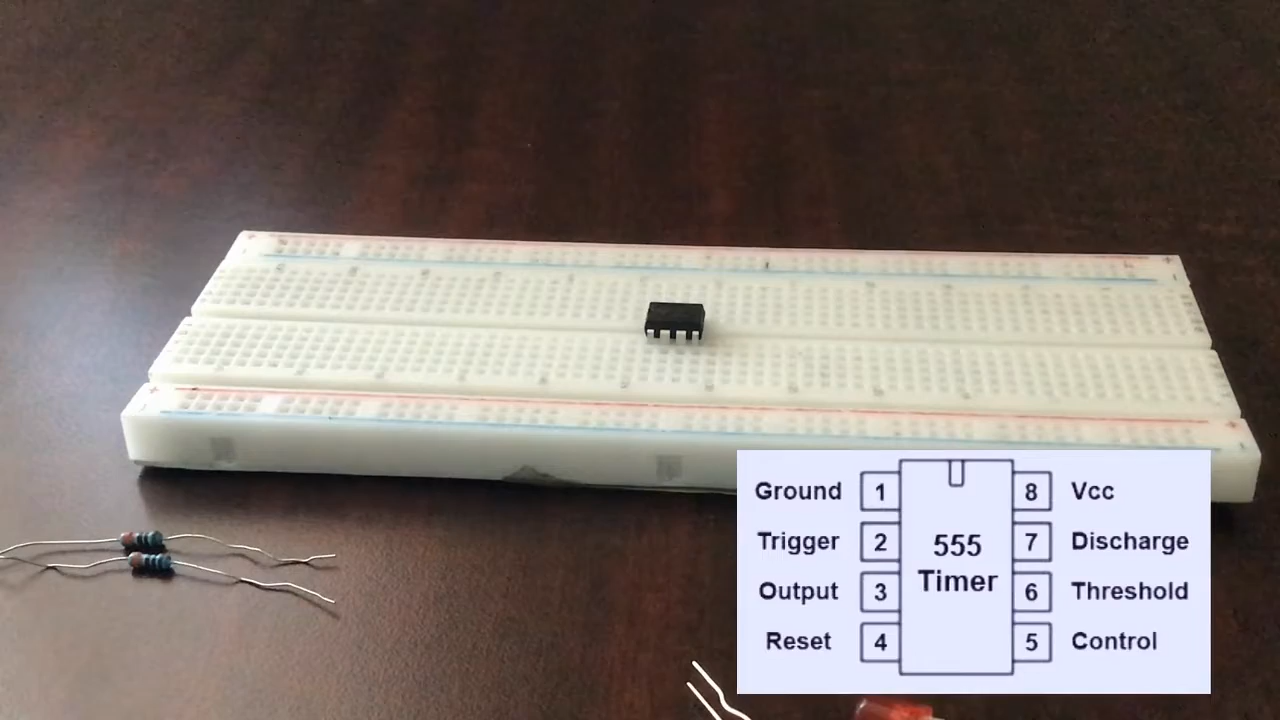 Ground 1 8 Vcc
Trigger 2 7 Discharge
555
Timer
Output 3 6 Threshold
Reset 4 5 Control